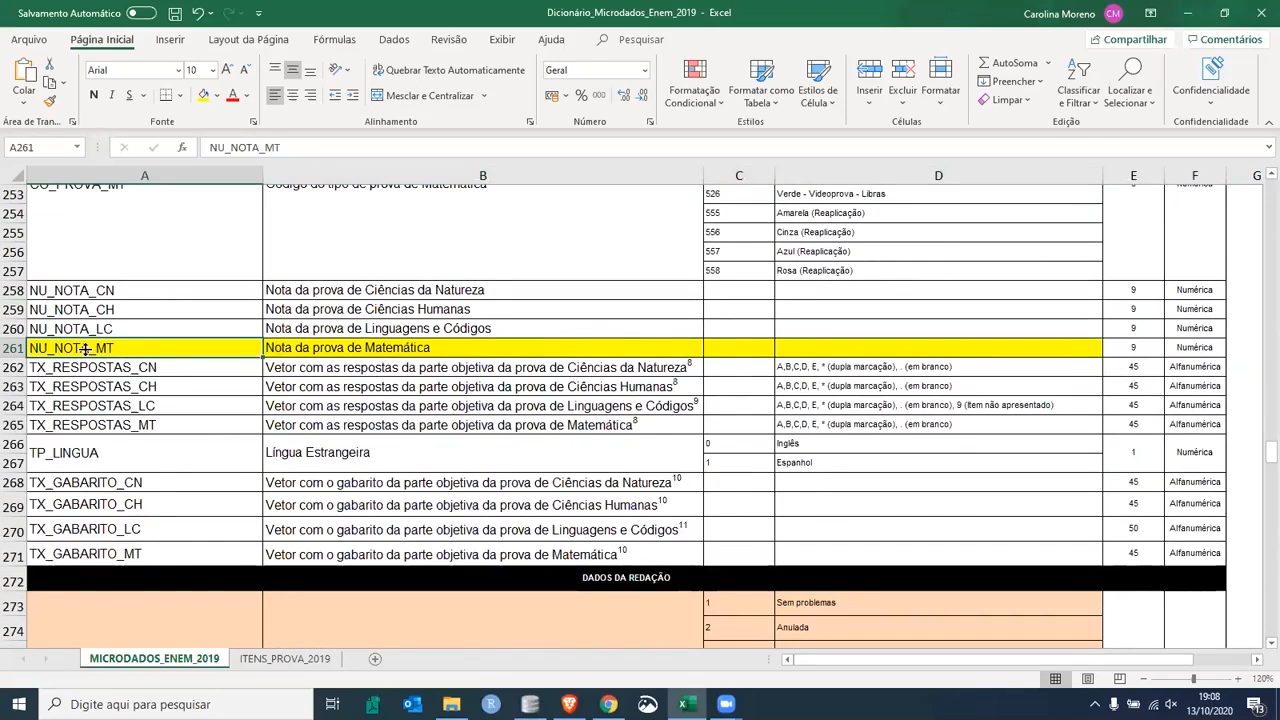 Salvamento Automático
Dicionário_Microdados_Enem_2019 - Excel
Carolina Moreno CM
Arquivo Página Inicial Inserir Layout da Página Fórmulas Dados Revisão Exibir Ajuda Pesquisar Compartilhar Comentários
Colar
Arial 10
N I S
Quebrar Texto Automaticamente
Mesclar e Centralizar
Geral
% 000
Formatação Condicional
Formatar como Tabela
Estilos de Célula
Inserir Excluir Formatar
AutoSoma
Preencher
Limpar
Classificar e Filtrar
Localizar e Selecionar
Confidencialidade
Área de Tran... Fonte Alinhamento Número Estilos Células Edição Confidencialidade
A261 fx NU_NOTA_MT
A B C D E F G
CO_PROVA_MT Código do tipo de prova de Matemática Numérica
253 526 Verde - Videoprova - Libras
254 555 Amarela (Reaplicação)
255 556 Cinza (Reaplicação)
256 557 Azul (Reaplicação)
257 558 Rosa (Reaplicação)
258 NU_NOTA_CN Nota da prova de Ciências da Natureza 9 Numérica
259 NU_NOTA_CH Nota da prova de Ciências Humanas 9 Numérica
260 NU_NOTA_LC Nota da prova de Linguagens e Códigos 9 Numérica
261 NU_NOTA_MT Nota da prova de Matemática 9 Numérica
262 TX_RESPOSTAS_CN Vetor com as respostas da parte objetiva da prova de Ciências da Natureza8 A,B,C,D, E, * (dupla marcação), . (em branco) 45 Alfanumérica
263 TX_RESPOSTAS_CH Vetor com as respostas da parte objetiva da prova de Ciências Humanas8 A,B,C,D, E, * (dupla marcação), . (em branco) 45 Alfanumérica
264 TX_RESPOSTAS_LC Vetor com as respostas da parte objetiva da prova de Linguagens e Códigos9 A,B,C,D, E, * (dupla marcação), . (em branco), 9 (Item não apresentado) 45 Alfanumérica
265 TX_RESPOSTAS_MT Vetor com as respostas da parte objetiva da prova de Matemática8 A,B,C,D, E, * (dupla marcação), . (em branco) 45 Alfanumérica
266 TP_LINGUA Língua Estrangeira 0 Inglês 1 Numérica
267 1 Espanhol
268 TX_GABARITO_CN Vetor com o gabarito da parte objetiva da prova de Ciências da Natureza10 45 Alfanumérica
269 TX_GABARITO_CH Vetor com o gabarito da parte objetiva da prova de Ciências Humanas10 45 Alfanumérica
270 TX_GABARITO_LC Vetor com o gabarito da parte objetiva da prova de Linguagens e Códigos11 50 Alfanumérica
271 TX_GABARITO_MT Vetor com o gabarito da parte objetiva da prova de Matemática10 45 Alfanumérica
272 DADOS DA REDAÇÃO
273 1 Sem problemas
274 2 Anulada
MICRODADOS_ENEM_2019 ITENS_PROVA_2019
120%
Digite aqui para pesquisar
19:08
13/10/2020
13